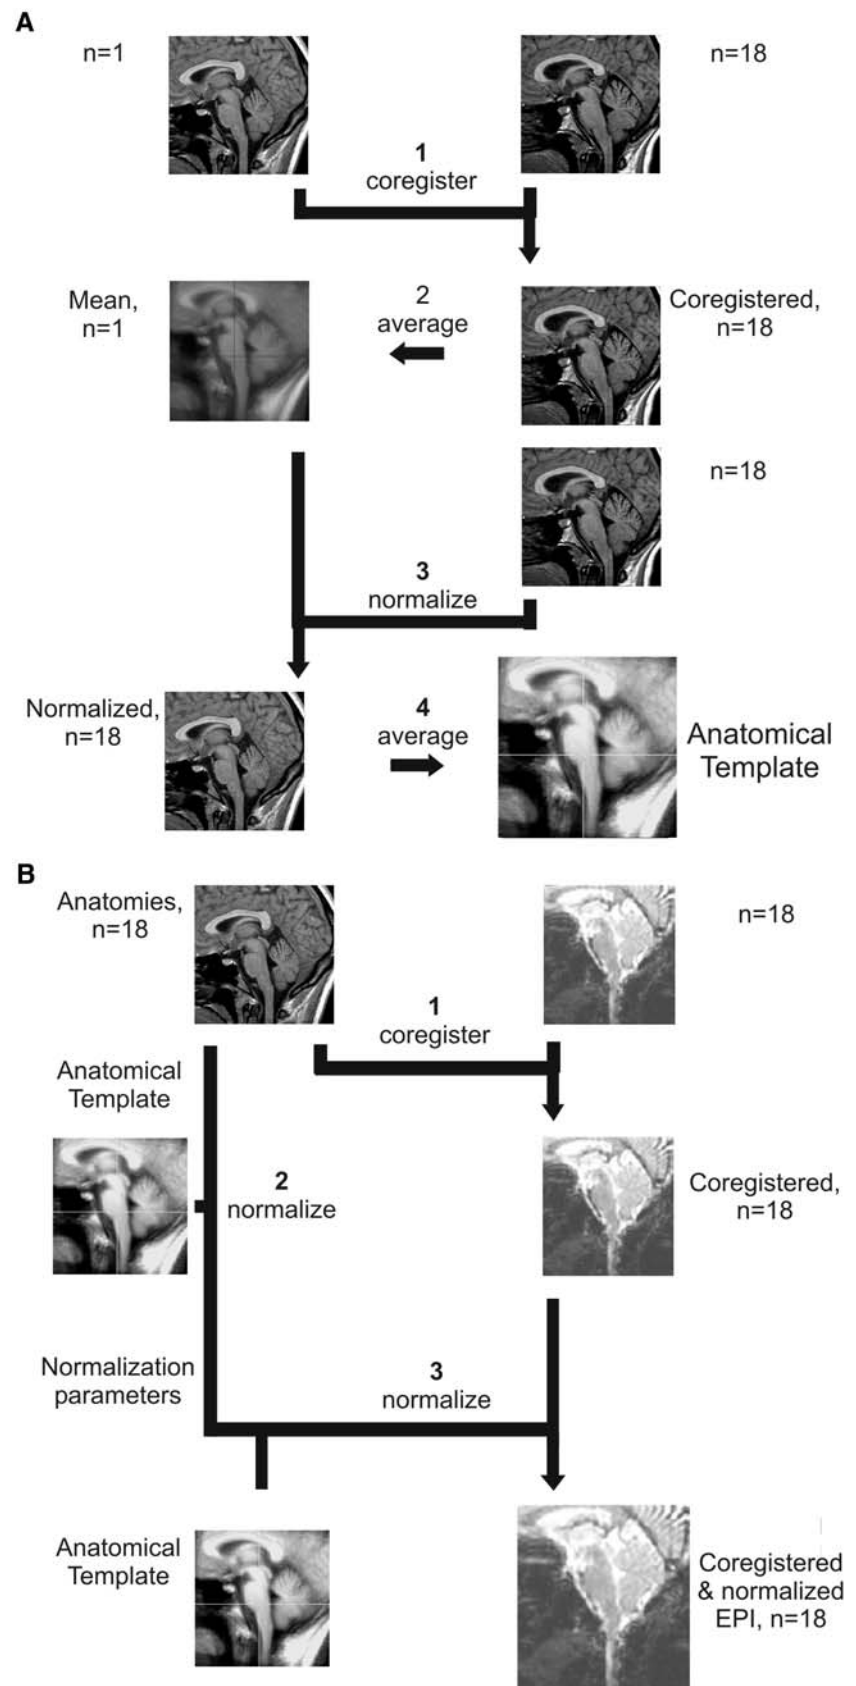 A
n=1
n=18
1
coregister
Mean,
n=1
2
average
Coregistered,
n=18
n=18
3
normalize
Normalized,
n=18
4
average
Anatomical
Template
B
Anatomies,
n=18
n=18
1
coregister
Anatomical
Template
2
normalize
Coregistered,
n=18
Normalization
parameters
3
normalize
Anatomical
Template
Coregistered
& normalized
EPI, n=18